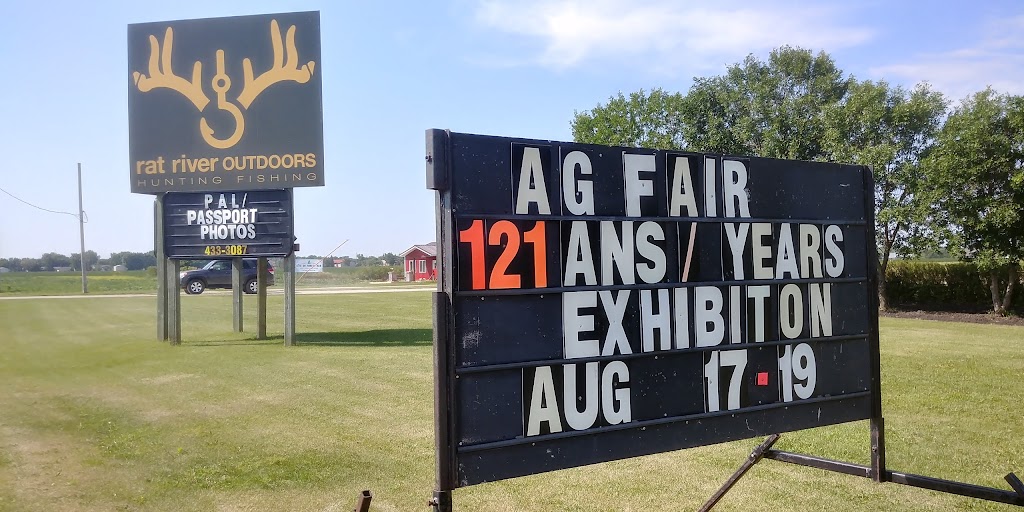 rat river OUTDOORS
HUNTING FISHING
PAL/
PASSPORT
PHOTOS
433-3087
AG FAIR
121 ANS / YEARS
EXHIBITION
AUG 17-19